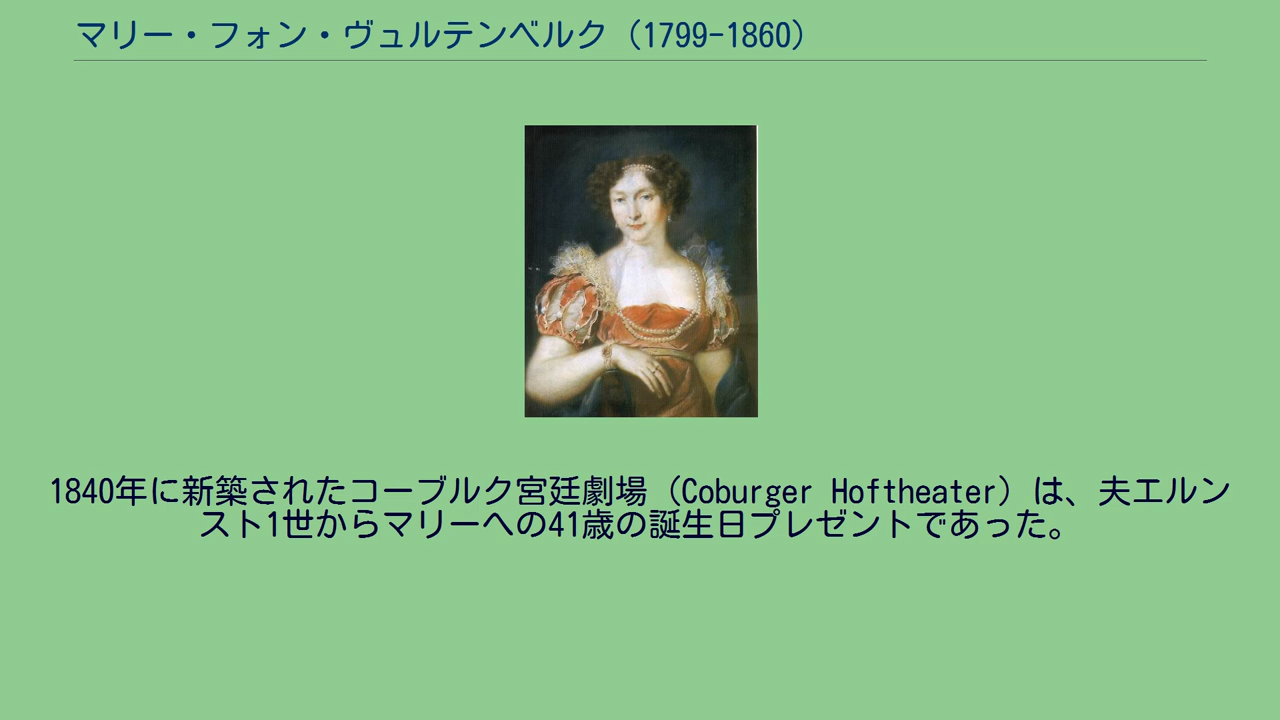 マリー・フォン・ヴュルテンベルク（1799-1860）
1840年に新築されたコーブルク宮廷劇場（Coburger Hoftheater）は、夫エルン
スト1世からマリーへの41歳の誕生日プレゼントであった。